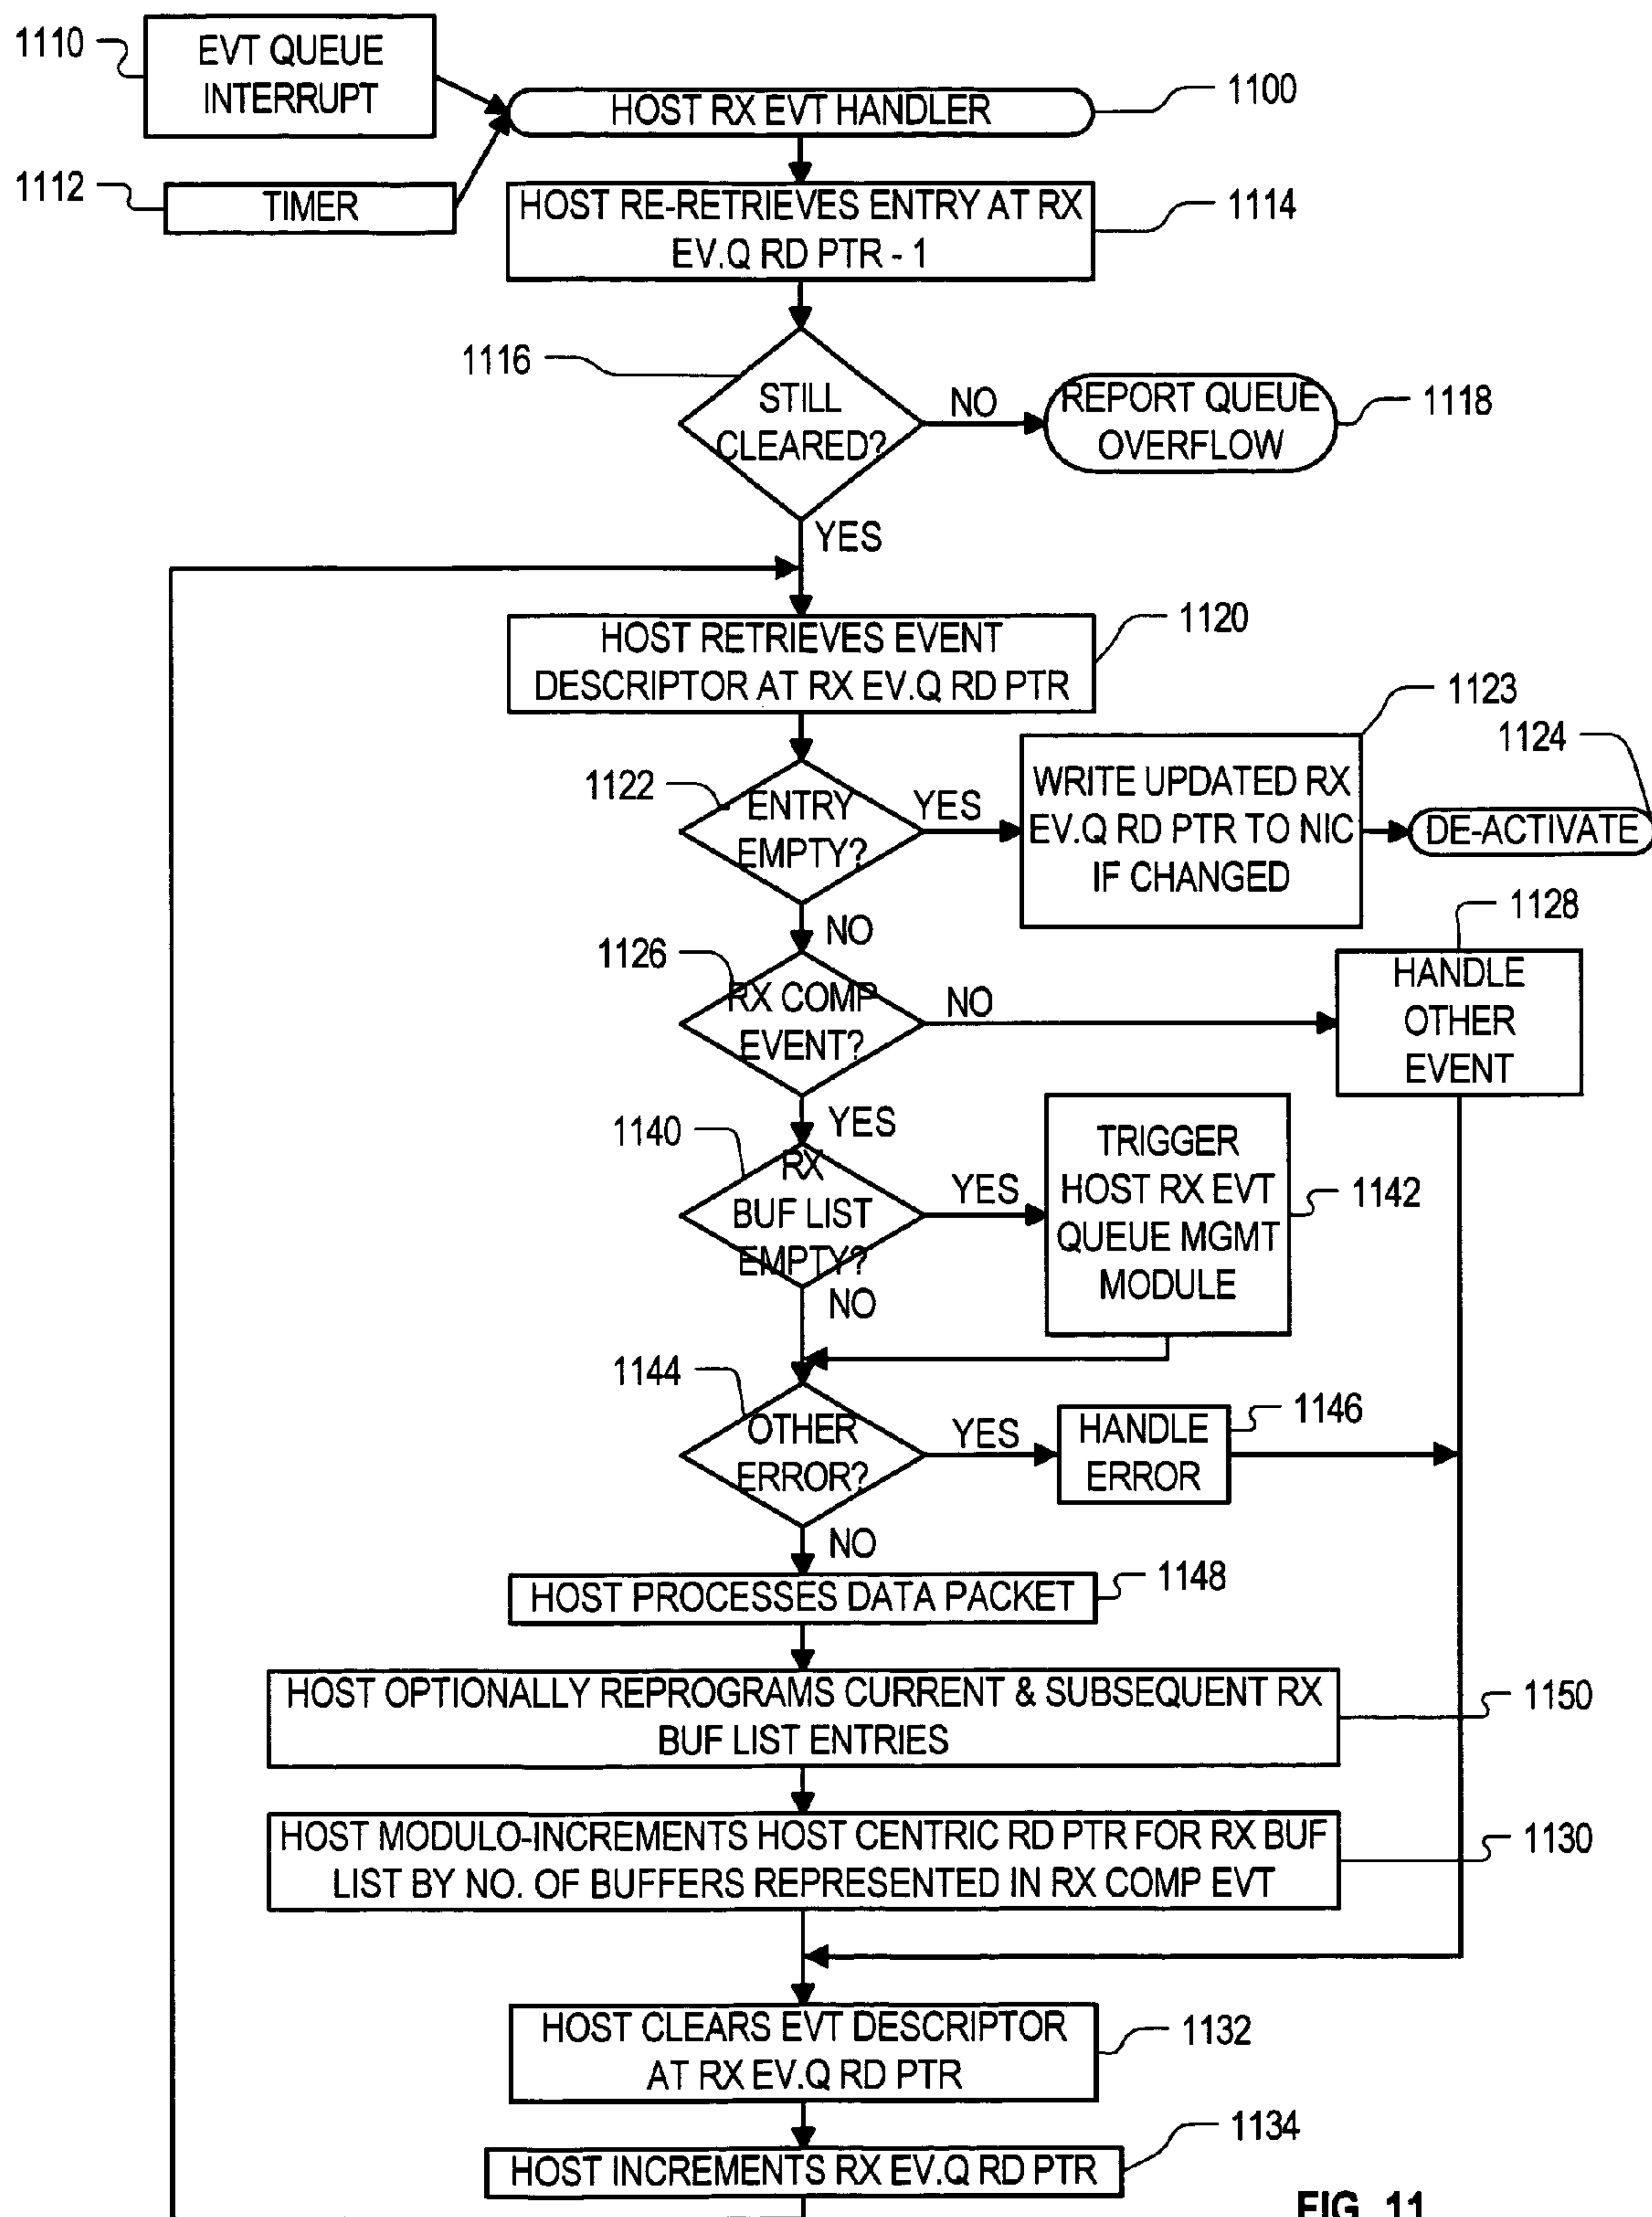 1110
EVT QUEUE
INTERRUPT
HOST RX EVT HANDLER
1100
1112
TIMER
HOST RE-RETRIEVES ENTRY AT RX
EV.Q RD PTR - 1
1114
1116
STILL
CLEARED?
NO
REPORT QUEUE
OVERFLOW
1118
YES
HOST RETRIEVES EVENT
DESCRIPTOR AT RX EV.Q RD PTR
1120
1122
ENTRY
EMPTY?
YES
WRITE UPDATED RX
EV.Q RD PTR TO NIC
IF CHANGED
1123
1124
DE-ACTIVATE
NO
1126
RX COMP
EVENT?
NO
1128
HANDLE
OTHER
EVENT
YES
1140
RX
BUF LIST
EMPTY?
YES
TRIGGER
HOST RX EVT
QUEUE MGMT
MODULE
1142
NO
1144
OTHER
ERROR?
YES
HANDLE
ERROR
1146
NO
HOST PROCESSES DATA PACKET
1148
HOST OPTIONALLY REPROGRAMS CURRENT & SUBSEQUENT RX
BUF LIST ENTRIES
1150
HOST MODULO-INCREMENTS HOST CENTRIC RD PTR FOR RX BUF
LIST BY NO. OF BUFFERS REPRESENTED IN RX COMP EVT
1130
HOST CLEARS EVT DESCRIPTOR
AT RX EV.Q RD PTR
1132
HOST INCREMENTS RX EV.Q RD PTR
1134
FIG. 11